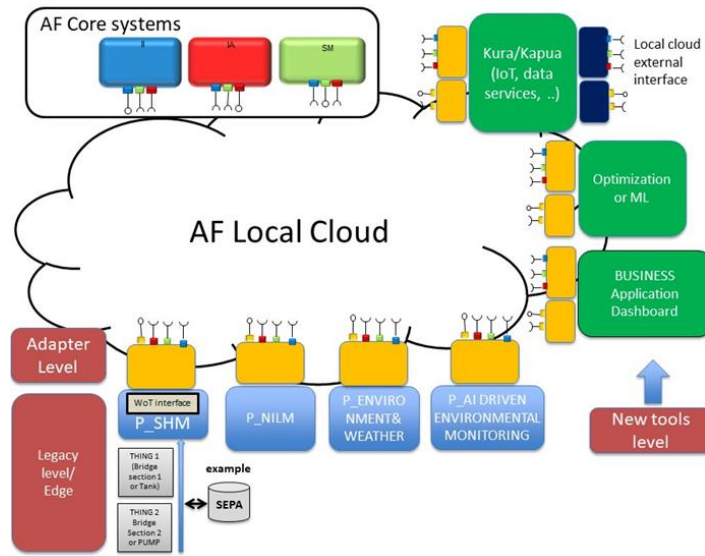 AF Core systems
II
IA
SM
Kura/Kapua
(IoT, data
services, ..)
Local cloud
external
interface
Optimization
or ML
AF Local Cloud
BUSINESS
Application
Dashboard
Adapter
Level
WoT interface
P_SHM
P_NILM
P_ENVIRO
NMENT&
WEATHER
P_AI DRIVEN
ENVIRONMENTAL
MONITORING
New tools
level
Legacy
level/
Edge
THING 1
(Bridge
section 1
or Tank)
example
SEPA
THING 2
Bridge
Section 2
or PUMP